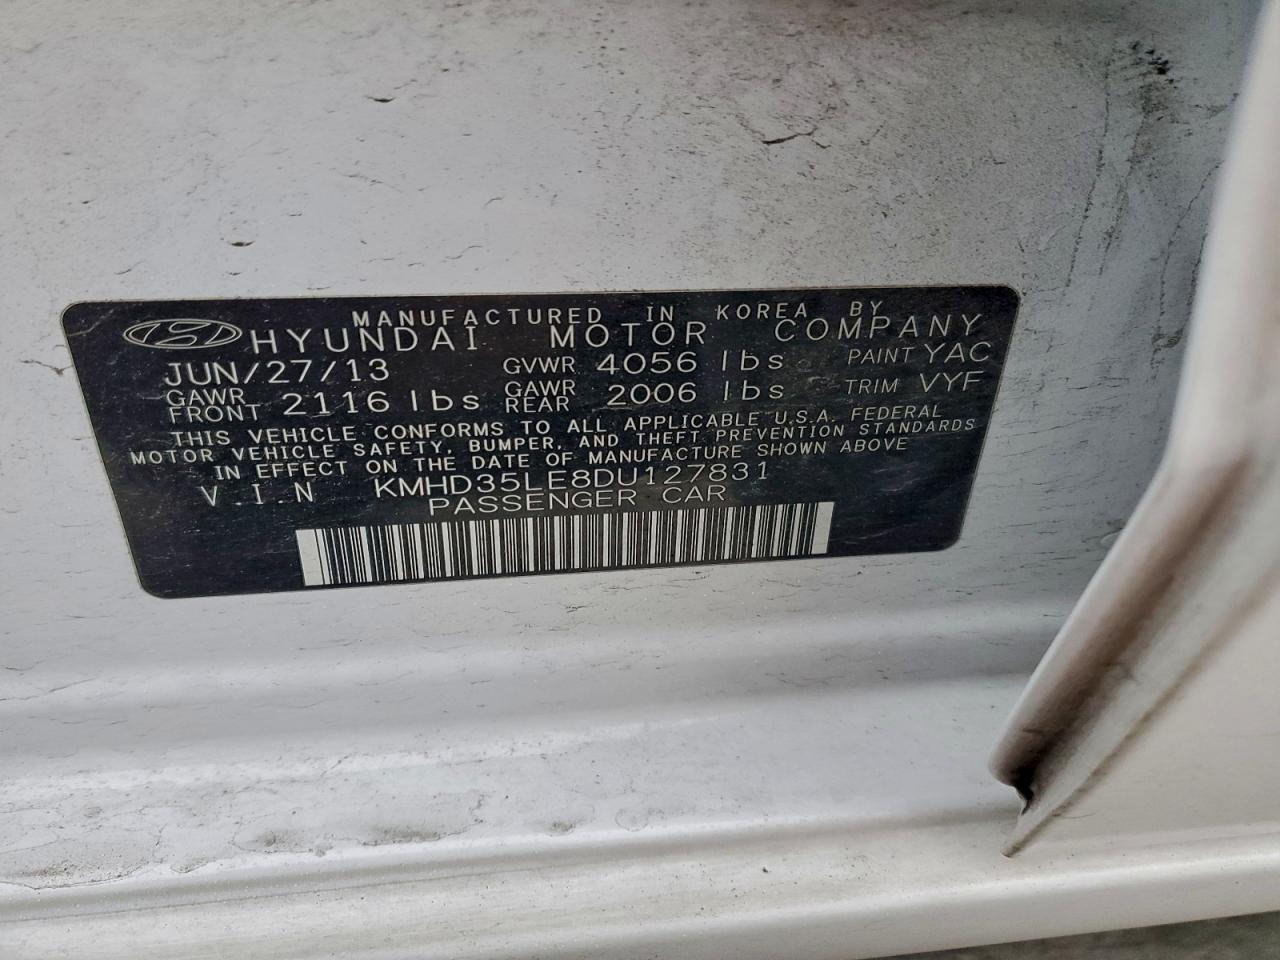 MANUFACTURED IN KOREA BY
HYUNDAI MOTOR COMPANY
JUN/27/13 GVWR 4056 lbs PAINT YAC
GAWR FRONT 2116 lbs GAWR REAR 2006 lbs TRIM VYF
THIS VEHICLE CONFORMS TO ALL APPLICABLE U.S.A. FEDERAL
MOTOR VEHICLE SAFETY, BUMPER, AND THEFT PREVENTION STANDARDS
IN EFFECT ON THE DATE OF MANUFACTURE SHOWN ABOVE
V.I.N KMHD35LE8DU127831
PASSENGER CAR